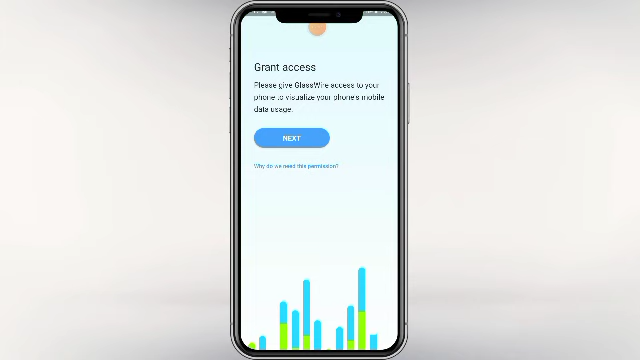 Grant access
Please give GlassWire access to your
phone to visualize your phone's mobile
data usage.
NEXT
Why do we need this permission?